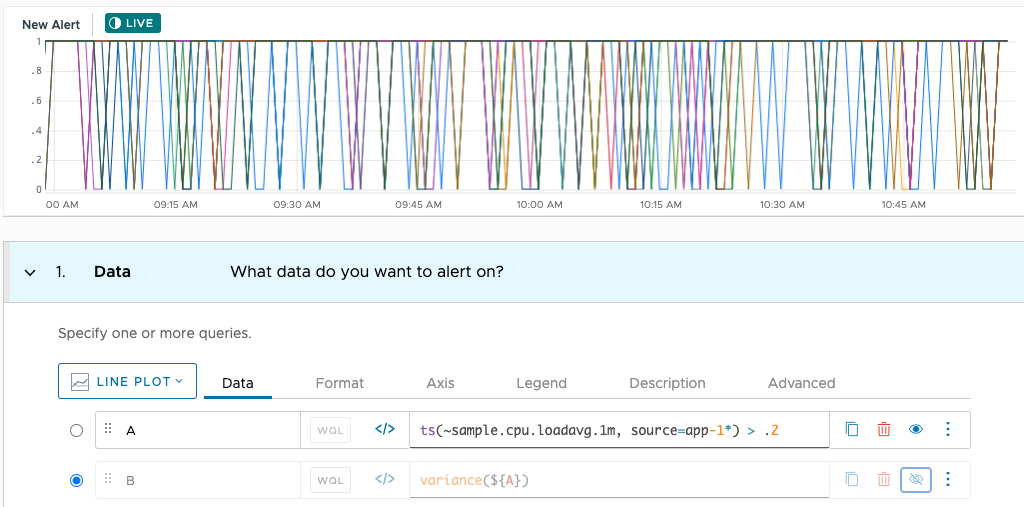 New Alert LIVE
1
.8
.6
.4
.2
0
00 AM 09:15 AM 09:30 AM 09:45 AM 10:00 AM 10:15 AM 10:30 AM 10:45 AM
1. Data What data do you want to alert on?
Specify one or more queries.
LINE PLOT Data Format Axis Legend Description Advanced
A WQL </> ts(~sample.cpu.loadavg.1m, source=app-1*) > .2
B WQL </> variance(${A})